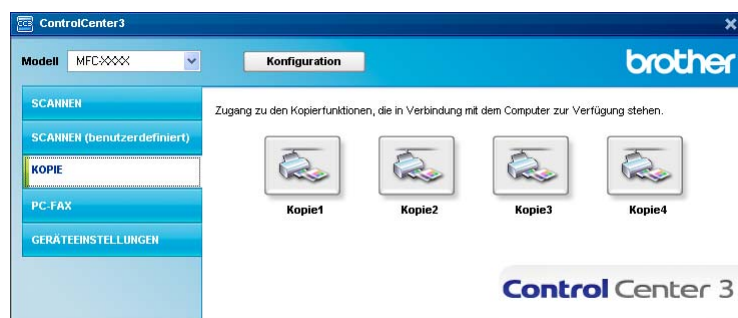 ControlCenter3
Modell MFC-XXXX Konfiguration brother
SCANNEN
SCANNEN (benutzerdefiniert)
KOPIE
PC-FAX
GERÄTEEINSTELLUNGEN
Zugang zu den Kopierfunktionen, die in Verbindung mit dem Computer zur Verfügung stehen.
Kopie1 Kopie2 Kopie3 Kopie4
Control Center 3